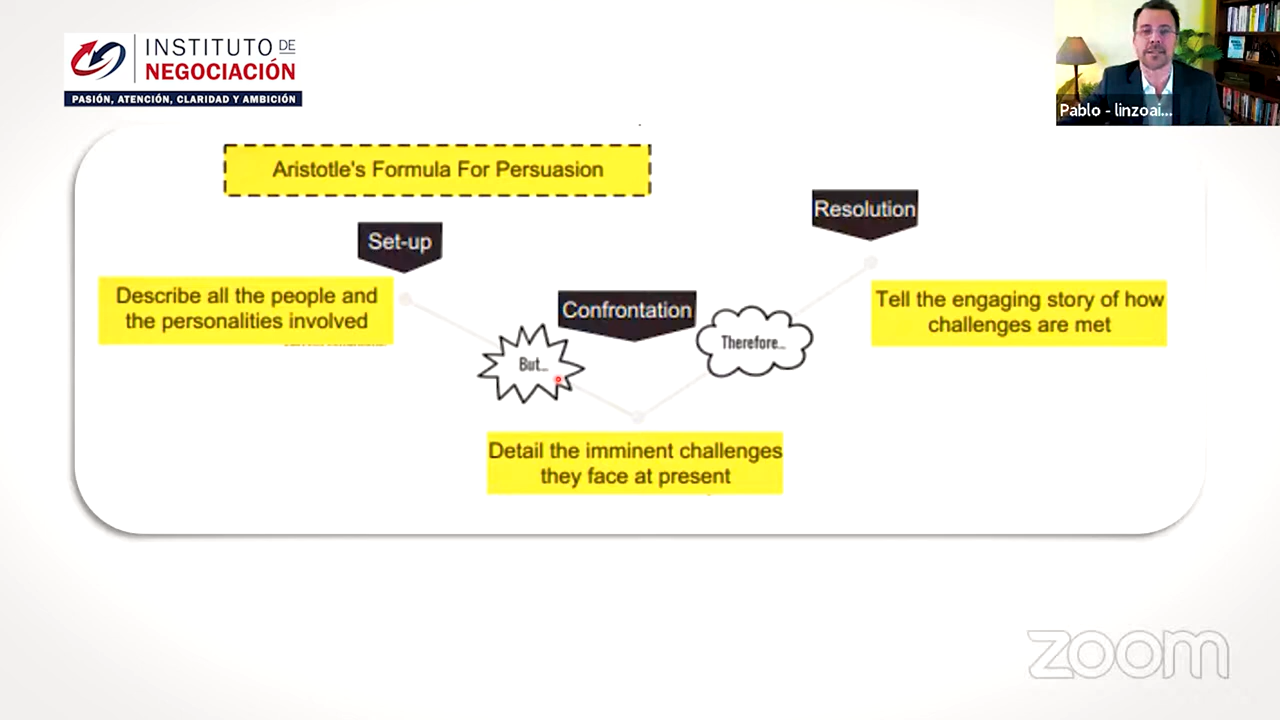 INSTITUTO DE
NEGOCIACIÓN
PASIÓN, ATENCIÓN, CLARIDAD Y AMBICIÓN
Pablo - linzoai...
Aristotle's Formula For Persuasion
Set-up
Describe all the people and
the personalities involved
But...
Confrontation
Detail the imminent challenges
they face at present
Therefore...
Resolution
Tell the engaging story of how
challenges are met
zoom